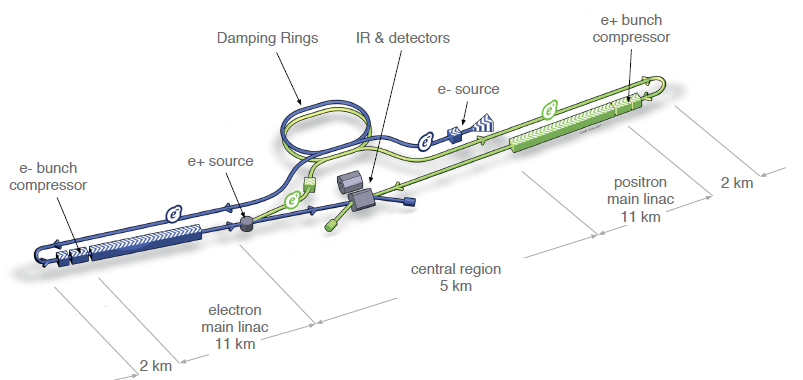 Damping Rings
IR & detectors
e+ bunch
compressor
e- source
e+ source
e- bunch
compressor
e-
e-
e+
e+
positron
main linac
11 km
2 km
central region
5 km
electron
main linac
11 km
2 km